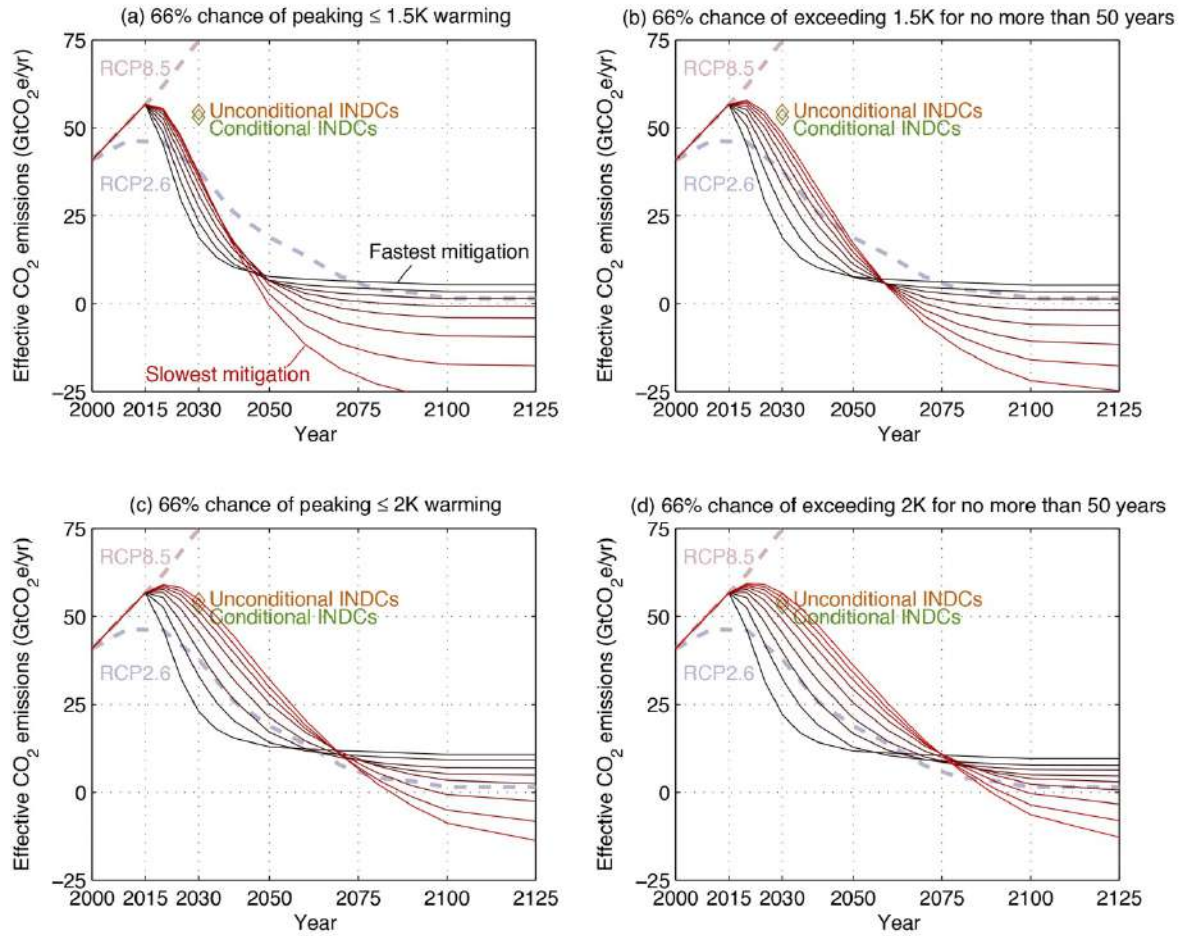 (a) 66% chance of peaking ≤ 1.5K warming
Effective CO2 emissions (GtCO2e/yr)
75
50
25
0
−25
RCP8.5
Unconditional INDCs
Conditional INDCs
RCP2.6
Fastest mitigation
Slowest mitigation
2000 2015 2030 2050 2075 2100 2125
Year
(b) 66% chance of exceeding 1.5K for no more than 50 years
Effective CO2 emissions (GtCO2e/yr)
75
50
25
0
−25
RCP8.5
Unconditional INDCs
Conditional INDCs
RCP2.6
2000 2015 2030 2050 2075 2100 2125
Year
(c) 66% chance of peaking ≤ 2K warming
Effective CO2 emissions (GtCO2e/yr)
75
50
25
0
−25
RCP8.5
Unconditional INDCs
Conditional INDCs
RCP2.6
2000 2015 2030 2050 2075 2100 2125
Year
(d) 66% chance of exceeding 2K for no more than 50 years
Effective CO2 emissions (GtCO2e/yr)
75
50
25
0
−25
RCP8.5
Unconditional INDCs
Conditional INDCs
RCP2.6
2000 2015 2030 2050 2075 2100 2125
Year